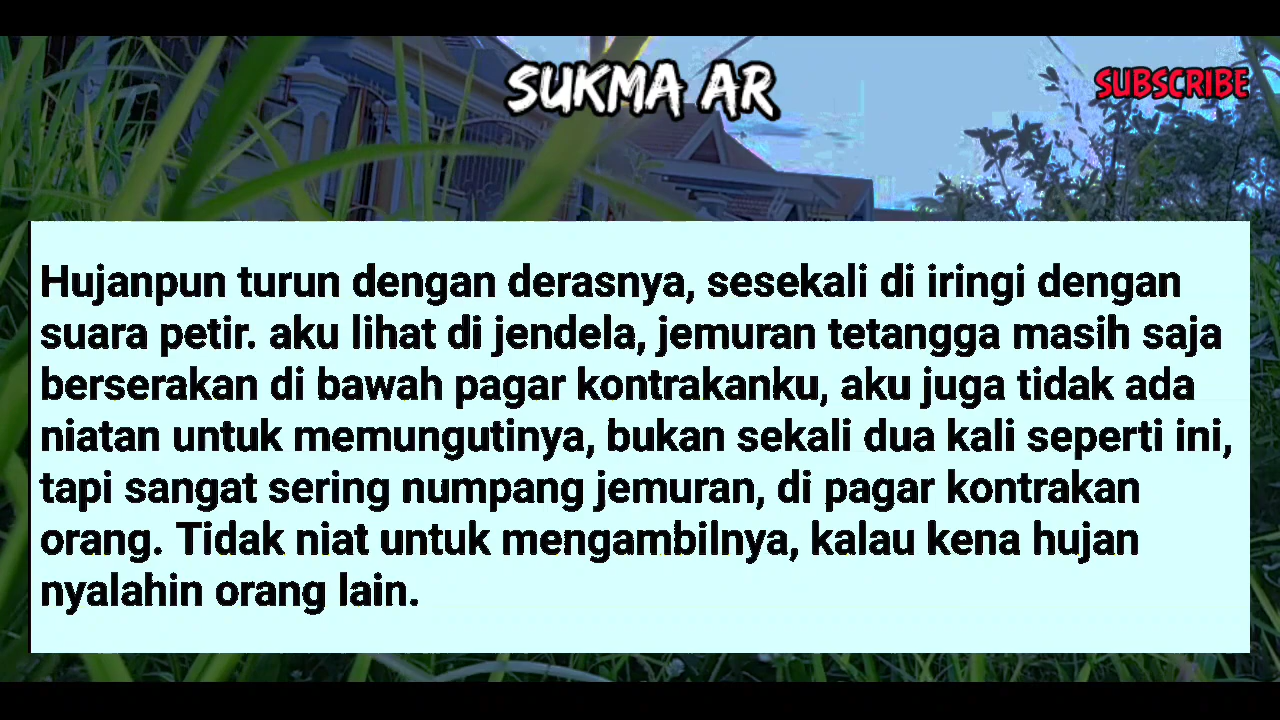 SUKMA AR
SUBSCRIBE
Hujanpun turun dengan derasnya, sesekali di iringi dengan
suara petir. aku lihat di jendela, jemuran tetangga masih saja
berserakan di bawah pagar kontrakanku, aku juga tidak ada
niatan untuk memungutinya, bukan sekali dua kali seperti ini,
tapi sangat sering numpang jemuran, di pagar kontrakan
orang. Tidak niat untuk mengambilnya, kalau kena hujan
nyalahin orang lain.